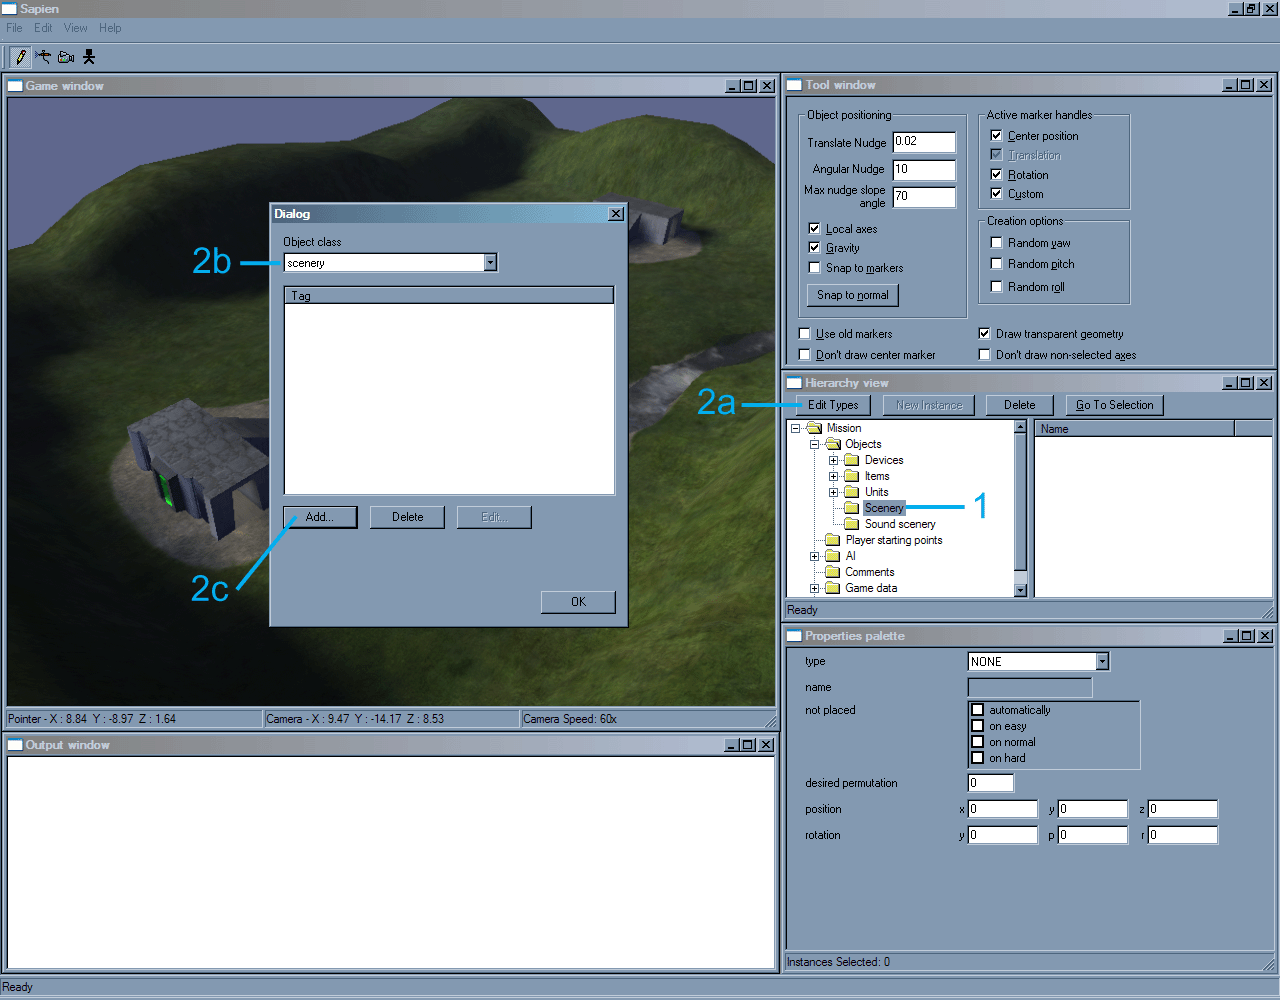 Sapien
File Edit View Help
Game window
Dialog
Object class
2b
scenery
Tag
Add... Delete Edit...
2c
OK
Pointer - X : 8.84 Y : -8.97 Z : 1.64 Camera - X : 9.47 Y : -14.17 Z : 8.53 Camera Speed: 60x
Output window
Ready
Tool window
Object positioning
Translate Nudge 0.02
Angular Nudge 10
Max nudge slope angle 70
Local axes
Gravity
Snap to markers
Snap to normal
Active marker handles
Center position
Translation
Rotation
Custom
Creation options
Random yaw
Random pitch
Random roll
Use old markers Draw transparent geometry
Don't draw center marker Don't draw non-selected axes
Hierarchy view
2a Edit Types New Instance Delete Go To Selection
Mission
Objects
Devices
Items
Units
Scenery 1
Sound scenery
Player starting points
AI
Comments
Game data
Name
Ready
Properties palette
type NONE
name
not placed automatically
on easy
on normal
on hard
desired permutation 0
position x 0 y 0 z 0
rotation y 0 p 0 r 0
Instances Selected: 0